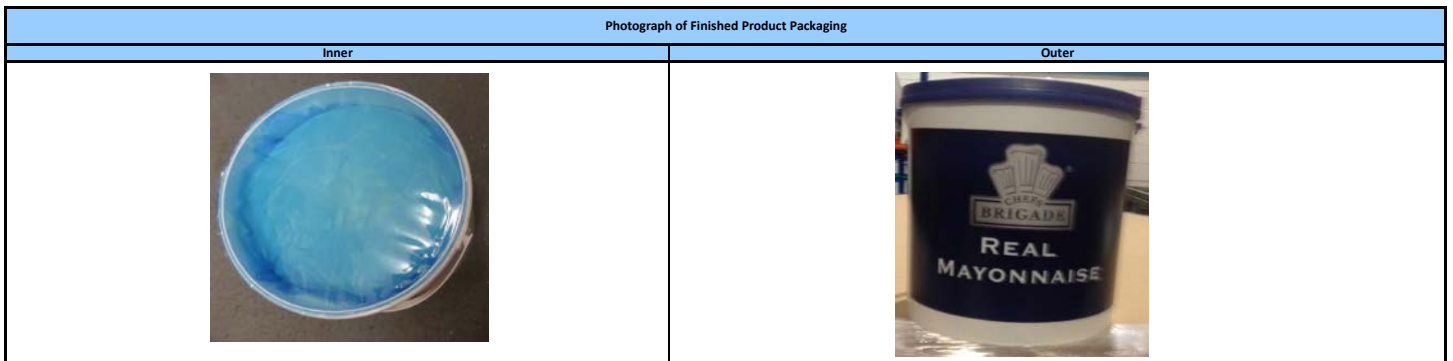 Photograph of Finished Product Packaging
Inner
Outer
CHEFS
BRIGADE
®
REAL
MAYONNAISE